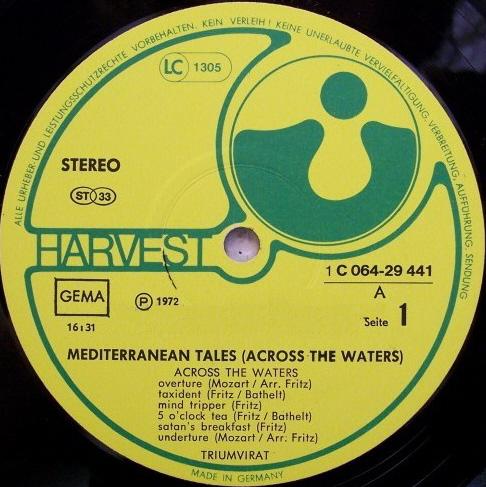 ALLE URHEBER- UND LEISTUNGSSCHUTZRECHTE VORBEHALTEN. KEIN VERLEIH! KEINE UNERLAUBTE VERVIELFÄLTIGUNG, VERBREITUNG, AUFFÜHRUNG, SENDUNG
LC 1305
STEREO
ST 33
HARVEST
1 C 064-29 441
A
GEMA
P 1972
Seite 1
16:31
MEDITERRANEAN TALES (ACROSS THE WATERS)
ACROSS THE WATERS
overture (Mozart / Arr. Fritz)
taxident (Fritz / Bathelt)
mind tripper (Fritz)
5 o'clock tea (Fritz / Bathelt)
satan's breakfast (Fritz)
underture (Mozart / Arr. Fritz)
TRIUMVIRAT
MADE IN GERMANY